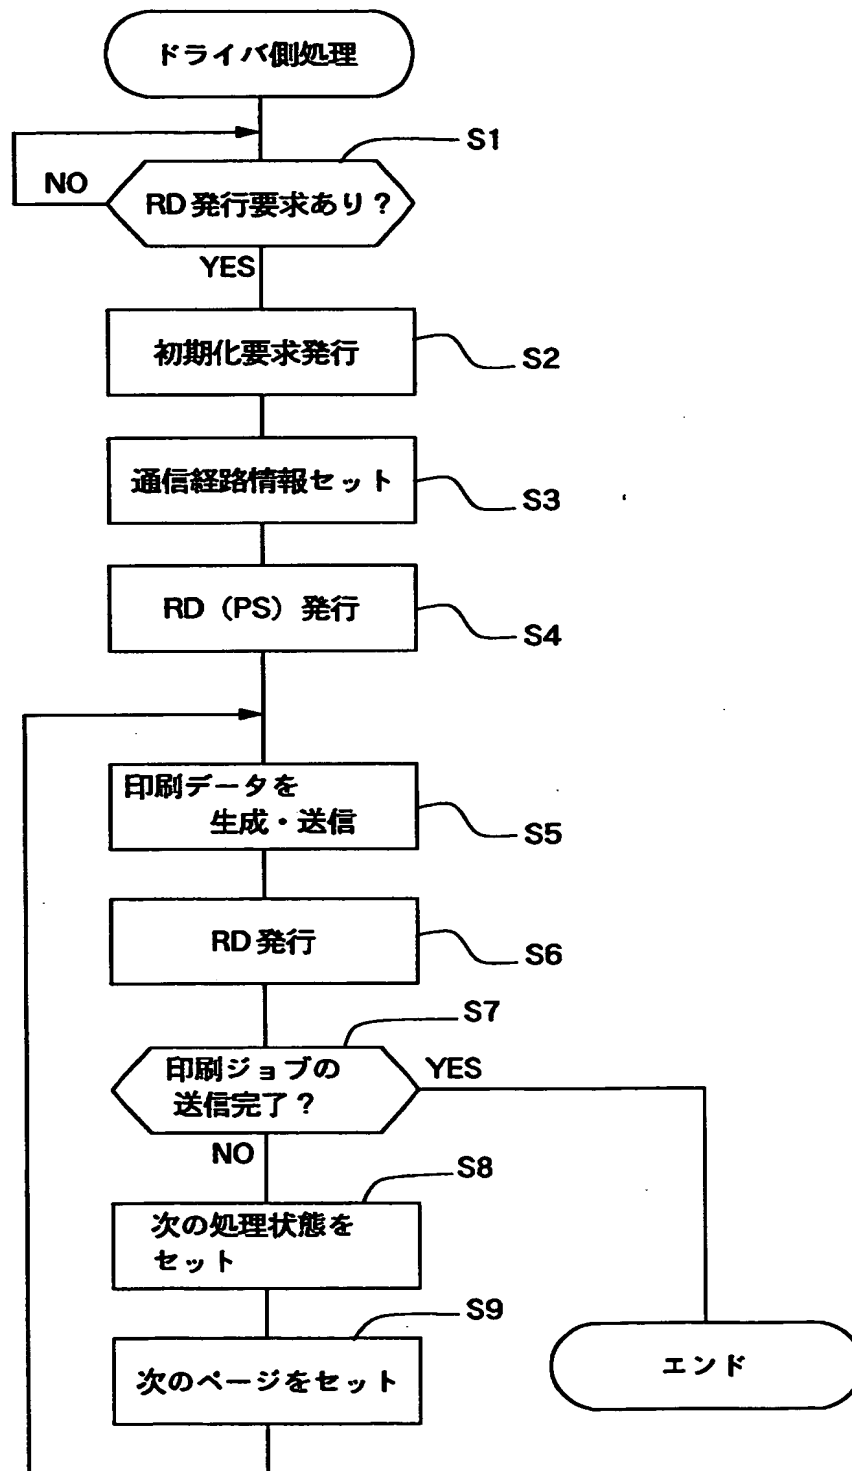 ドライバ側処理
S1
NO
RD発行要求あり？
YES
初期化要求発行
S2
通信経路情報セット
S3
RD（PS）発行
S4
印刷データを
生成・送信
S5
RD発行
S6
S7
印刷ジョブの
送信完了？
YES
NO
S8
次の処理状態を
セット
S9
次のページをセット
エンド